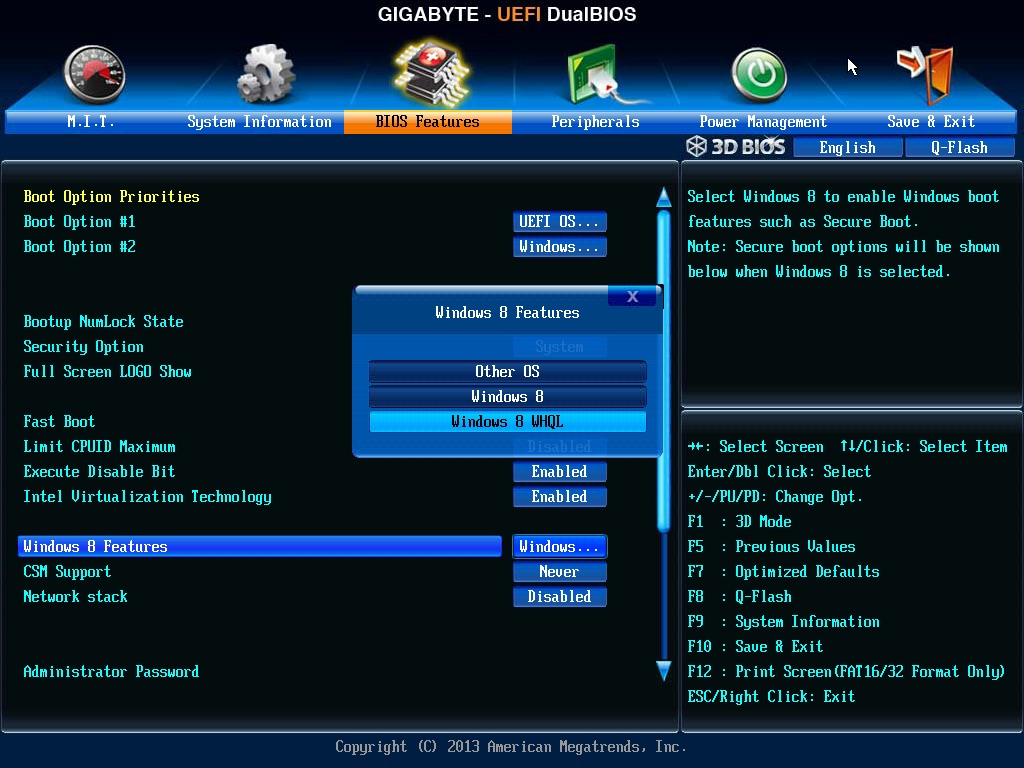 GIGABYTE - UEFI DualBIOS
M.I.T.
System Information
BIOS Features
Peripherals
Power Management
Save & Exit
3D BIOS
English
Q-Flash
Boot Option Priorities
Boot Option #1 UEFI OS...
Boot Option #2 Windows...
Bootup NumLock State
Security Option System
Full Screen LOGO Show
Fast Boot
Limit CPUID Maximum Disabled
Execute Disable Bit Enabled
Intel Virtualization Technology Enabled
Windows 8 Features Windows...
CSM Support Never
Network stack Disabled
Administrator Password
Windows 8 Features
X
Other OS
Windows 8
Windows 8 WHQL
Select Windows 8 to enable Windows boot
features such as Secure Boot.
Note: Secure boot options will be shown
below when Windows 8 is selected.
→←: Select Screen ↑↓/Click: Select Item
Enter/Dbl Click: Select
+/-/PU/PD: Change Opt.
F1 : 3D Mode
F5 : Previous Values
F7 : Optimized Defaults
F8 : Q-Flash
F9 : System Information
F10 : Save & Exit
F12 : Print Screen(FAT16/32 Format Only)
ESC/Right Click: Exit
Copyright (C) 2013 American Megatrends, Inc.